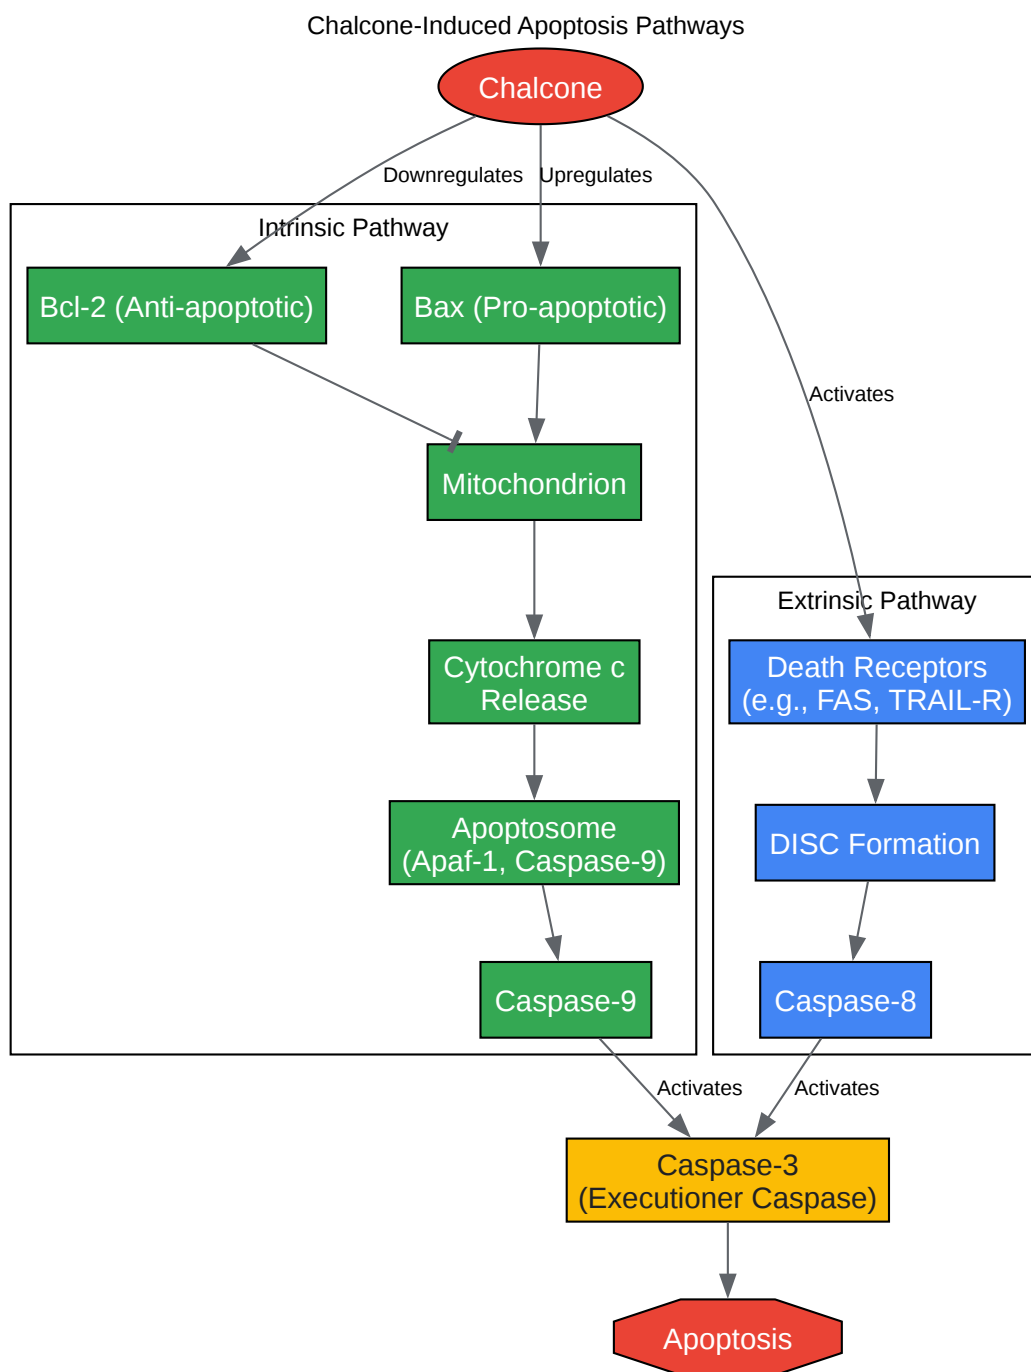 Chalcone-Induced Apoptosis Pathways
Chalcone
Downregulates
Upregulates
Intrinsic Pathway
Bcl-2 (Anti-apoptotic)
Bax (Pro-apoptotic)
Activates
Mitochondrion
Extrinsic Pathway
Cytochrome c
Release
Death Receptors
(e.g., FAS, TRAIL-R)
Apoptosome
(Apaf-1, Caspase-9)
DISC Formation
Caspase-9
Caspase-8
Activates
Activates
Caspase-3
(Executioner Caspase)
Apoptosis